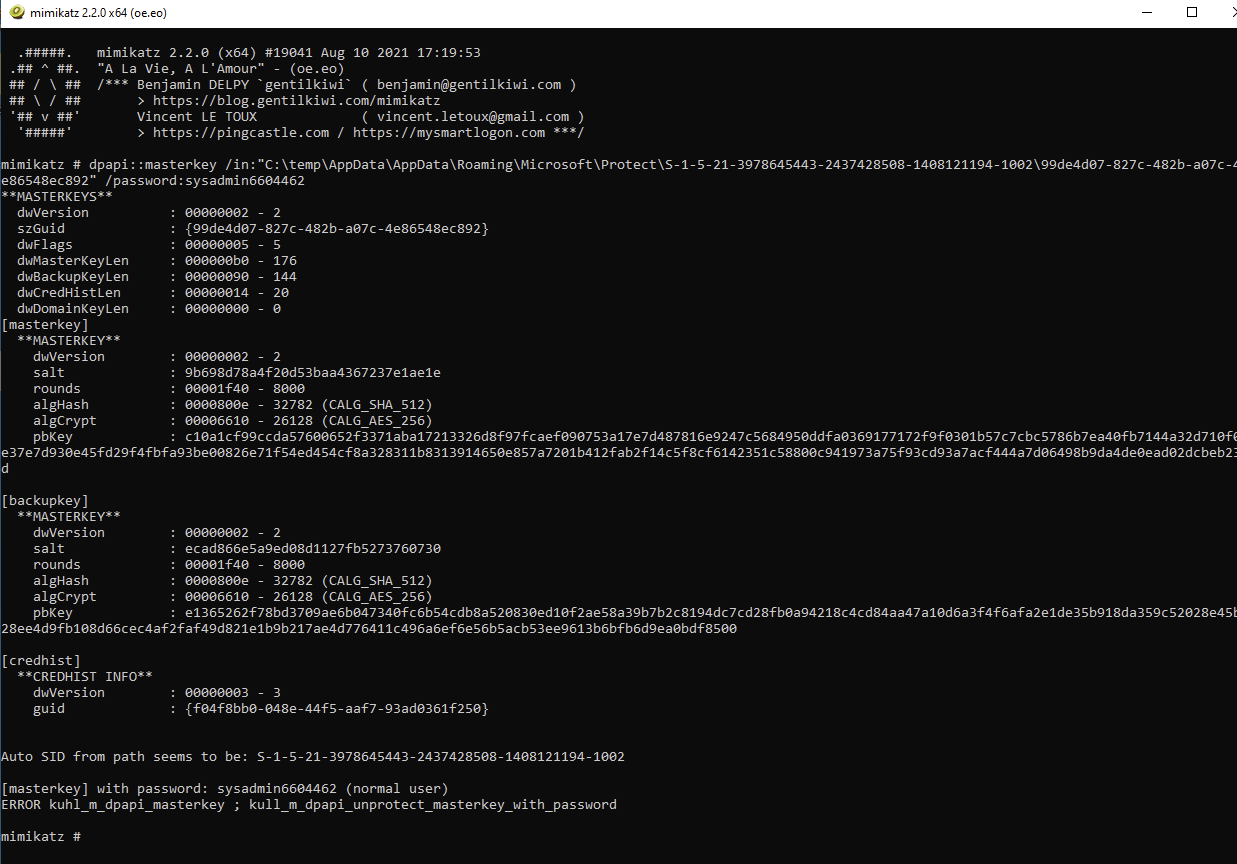 mimikatz 2.2.0 x64 (oe.eo)
.#####.   mimikatz 2.2.0 (x64) #19041 Aug 10 2021 17:19:53
.## ^ ##.  "A La Vie, A L'Amour" - (oe.eo)
## / \ ##  /*** Benjamin DELPY `gentilkiwi` ( benjamin@gentilkiwi.com )
## \ / ##       > https://blog.gentilkiwi.com/mimikatz
'## v ##'       Vincent LE TOUX             ( vincent.letoux@gmail.com )
'#####'        > https://pingcastle.com / https://mysmartlogon.com ***/
mimikatz # dpapi::masterkey /in:"C:\temp\AppData\AppData\Roaming\Microsoft\Protect\S-1-5-21-3978645443-2437428508-1408121194-1002\99de4d07-827c-482b-a07c-4
e86548ec892" /password:sysadmin6604462
**MASTERKEYS**
dwVersion          : 00000002 - 2
szGuid             : {99de4d07-827c-482b-a07c-4e86548ec892}
dwFlags            : 00000005 - 5
dwMasterKeyLen     : 000000b0 - 176
dwBackupKeyLen     : 00000090 - 144
dwCredHistLen      : 00000014 - 20
dwDomainKeyLen     : 00000000 - 0
[masterkey]
**MASTERKEY**
dwVersion        : 00000002 - 2
salt             : 9b698d78a4f20d53baa4367237e1ae1e
rounds           : 00001f40 - 8000
algHash          : 0000800e - 32782 (CALG_SHA_512)
algCrypt         : 00006610 - 26128 (CALG_AES_256)
pbKey            : c10a1cf99ccda57600652f3371aba17213326d8f97fcaef090753a17e7d487816e9247c5684950ddfa0369177172f9f0301b57c7cbc5786b7ea40fb7144a32d710f0
e37e7d930e45fd29f4fbfa93be00826e71f54ed454cf8a328311b8313914650e857a7201b412fab2f14c5f8cf6142351c58800c941973a75f93cd93a7acf444a7d06498b9da4de0ead02dcbeb23
d
[backupkey]
**MASTERKEY**
dwVersion        : 00000002 - 2
salt             : ecad866e5a9ed08d1127fb5273760730
rounds           : 00001f40 - 8000
algHash          : 0000800e - 32782 (CALG_SHA_512)
algCrypt         : 00006610 - 26128 (CALG_AES_256)
pbKey            : e1365262f78bd3709ae6b047340fc6b54cdb8a520830ed10f2ae58a39b7b2c8194dc7cd28fb0a94218c4cd84aa47a10d6a3f4f6afa2e1de35b918da359c52028e45b
28ee4d9fb108d66cec4af2faf49d821e1b9b217ae4d776411c496a6ef6e56b5acb53ee9613b6bfb6d9ea0bdf8500
[credhist]
**CREDHIST INFO**
dwVersion        : 00000003 - 3
guid             : {f04f8bb0-048e-44f5-aaf7-93ad0361f250}
Auto SID from path seems to be: S-1-5-21-3978645443-2437428508-1408121194-1002
[masterkey] with password: sysadmin6604462 (normal user)
ERROR kuhl_m_dpapi_masterkey ; kull_m_dpapi_unprotect_masterkey_with_password
mimikatz #